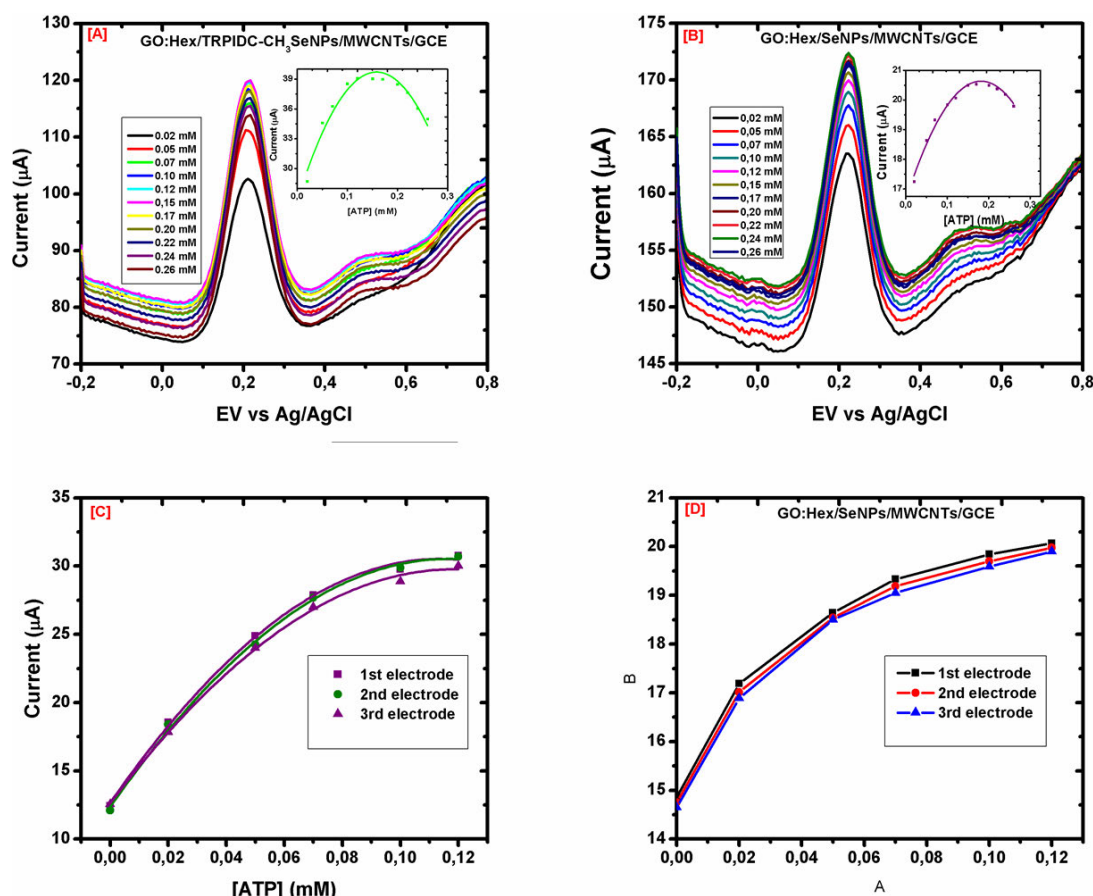 [A]
GO:Hex/TRPIDC-CH3SeNPs/MWCNTs/GCE
130
120
110
100
90
80
70
Current (µA)
-0,2 0,0 0,2 0,4 0,6 0,8
EV vs Ag/AgCl
0.02 mM
0.05 mM
0.07 mM
0.10 mM
0.12 mM
0,15 mM
0.17 mM
0.20 mM
0.22 mM
0.24 mM
0.26 mM
39
36
33
30
Current (µA)
0,0 0,1 0,2 0,3
[ATP] (mM)
[B]
GO:Hex/SeNPs/MWCNTs/GCE
175
170
165
160
155
150
145
Current (µA)
-0,2 0,0 0,2 0,4 0,6 0,8
EV vs Ag/AgCl
0,02 mM
0,05 mM
0,07 mM
0,10 mM
0,12 mM
0,15 mM
0,17 mM
0,20 mM
0,22 mM
0,24 mM
0,26 mM
21
20
19
18
17
Current (µA)
0,0 0,1 0,2 0,3
[ATP] (mM)
[C]
35
30
25
20
15
10
Current (µA)
1st electrode
2nd electrode
3rd electrode
0,00 0,02 0,04 0,06 0,08 0,10 0,12
[ATP] (mM)
[D]
GO:Hex/SeNPs/MWCNTs/GCE
21
20
19
18
17
16
15
14
B
1st electrode
2nd electrode
3rd electrode
0,00 0,02 0,04 0,06 0,08 0,10 0,12
A